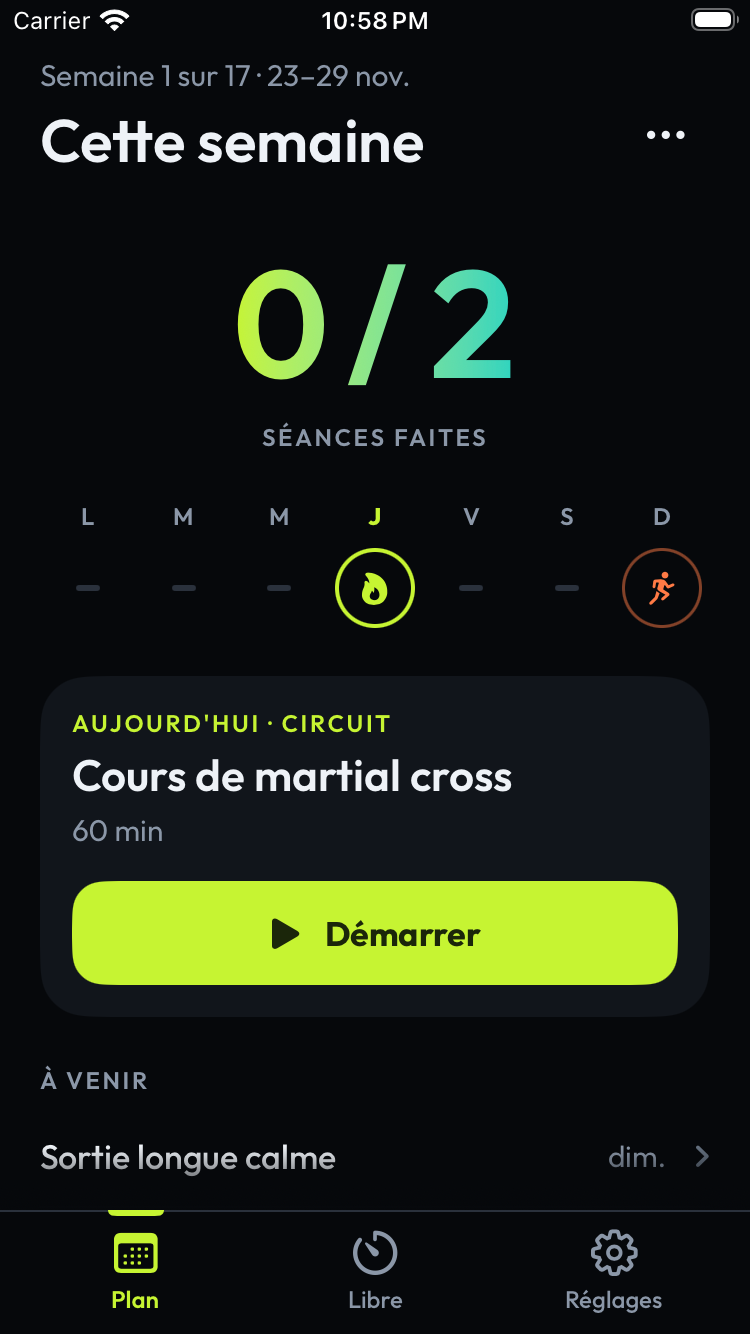 Carrier 10:58 PM
Semaine 1 sur 17 · 23–29 nov.
Cette semaine
0/2
SÉANCES FAITES
L M M J V S D
AUJOURD'HUI · CIRCUIT
Cours de martial cross
60 min
Démarrer
À VENIR
Sortie longue calme dim.
Plan Libre Réglages